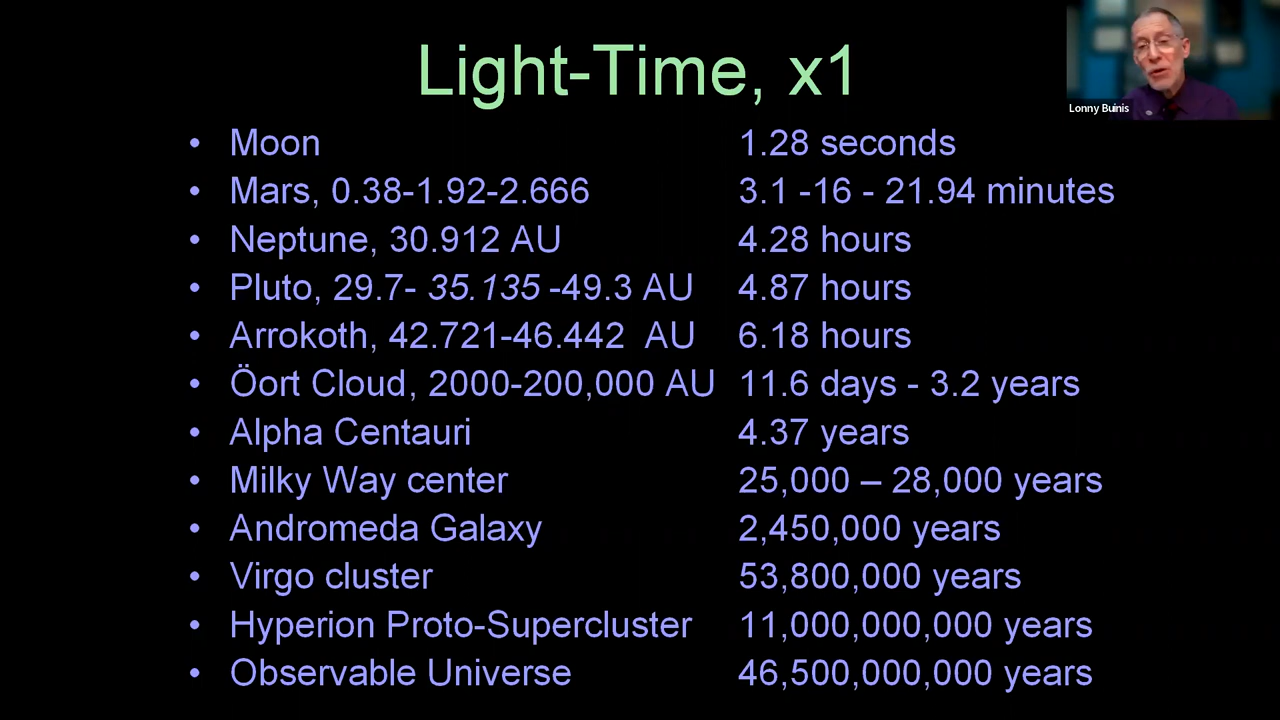 Light-Time, x1
Lonny Buinis
• Moon 1.28 seconds
• Mars, 0.38-1.92-2.666 3.1 -16 - 21.94 minutes
• Neptune, 30.912 AU 4.28 hours
• Pluto, 29.7- 35.135 -49.3 AU 4.87 hours
• Arrokoth, 42.721-46.442 AU 6.18 hours
• Öort Cloud, 2000-200,000 AU 11.6 days - 3.2 years
• Alpha Centauri 4.37 years
• Milky Way center 25,000 – 28,000 years
• Andromeda Galaxy 2,450,000 years
• Virgo cluster 53,800,000 years
• Hyperion Proto-Supercluster 11,000,000,000 years
• Observable Universe 46,500,000,000 years